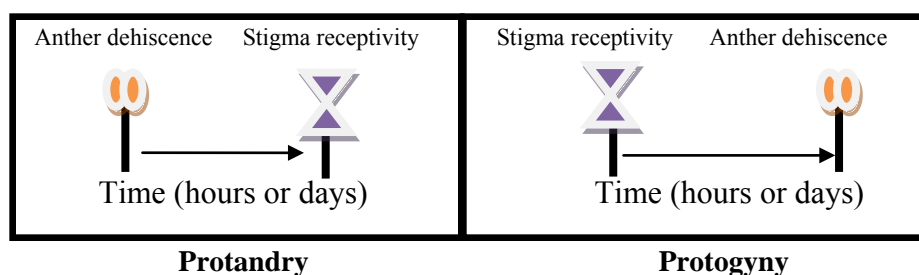 Anther dehiscence Stigma receptivity
Time (hours or days)
Protandry
Stigma receptivity Anther dehiscence
Time (hours or days)
Protogyny